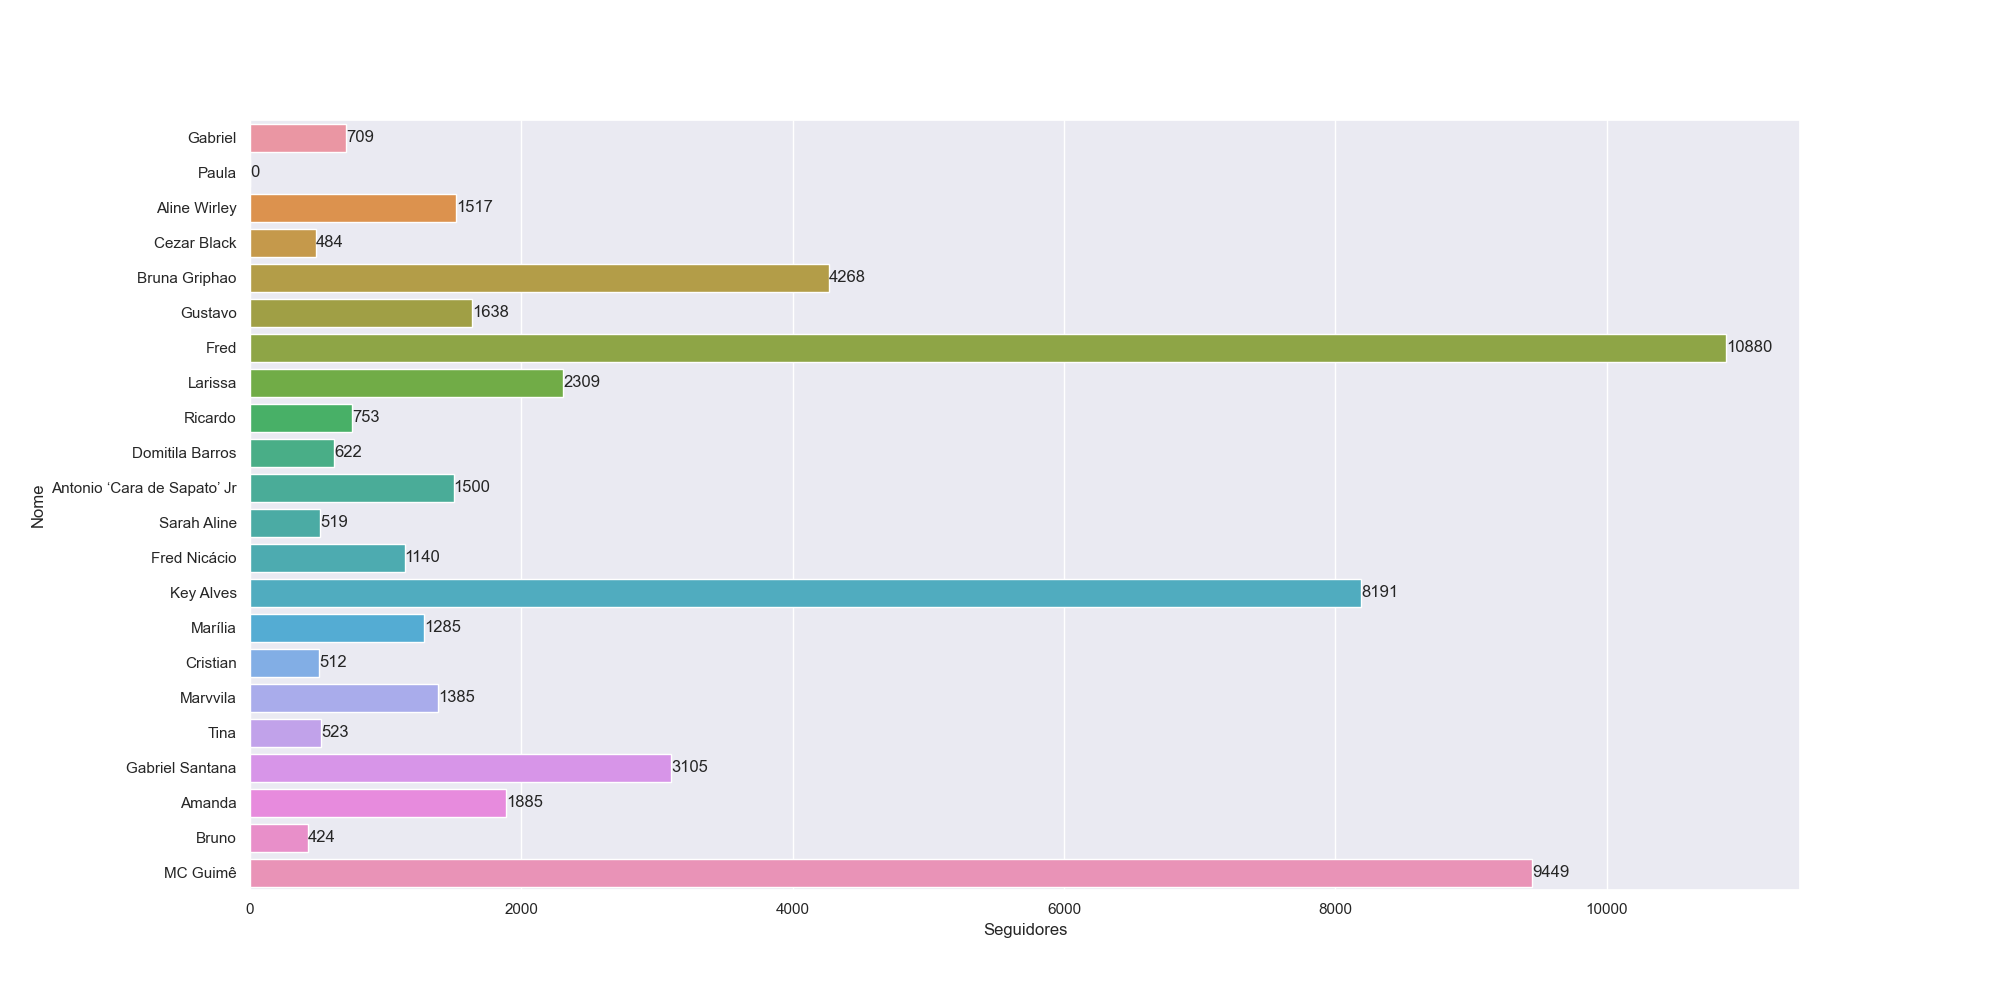 Gabriel 709
Paula 0
Aline Wirley 1517
Cezar Black 484
Bruna Griphao 4268
Gustavo 1638
Fred 10880
Larissa 2309
Ricardo 753
Domitila Barros 622
Antonio ‘Cara de Sapato’ Jr 1500
Sarah Aline 519
Fred Nicácio 1140
Key Alves 8191
Marília 1285
Cristian 512
Marvvila 1385
Tina 523
Gabriel Santana 3105
Amanda 1885
Bruno 424
MC Guimê 9449
Nome
0 2000 4000 6000 8000 10000
Seguidores